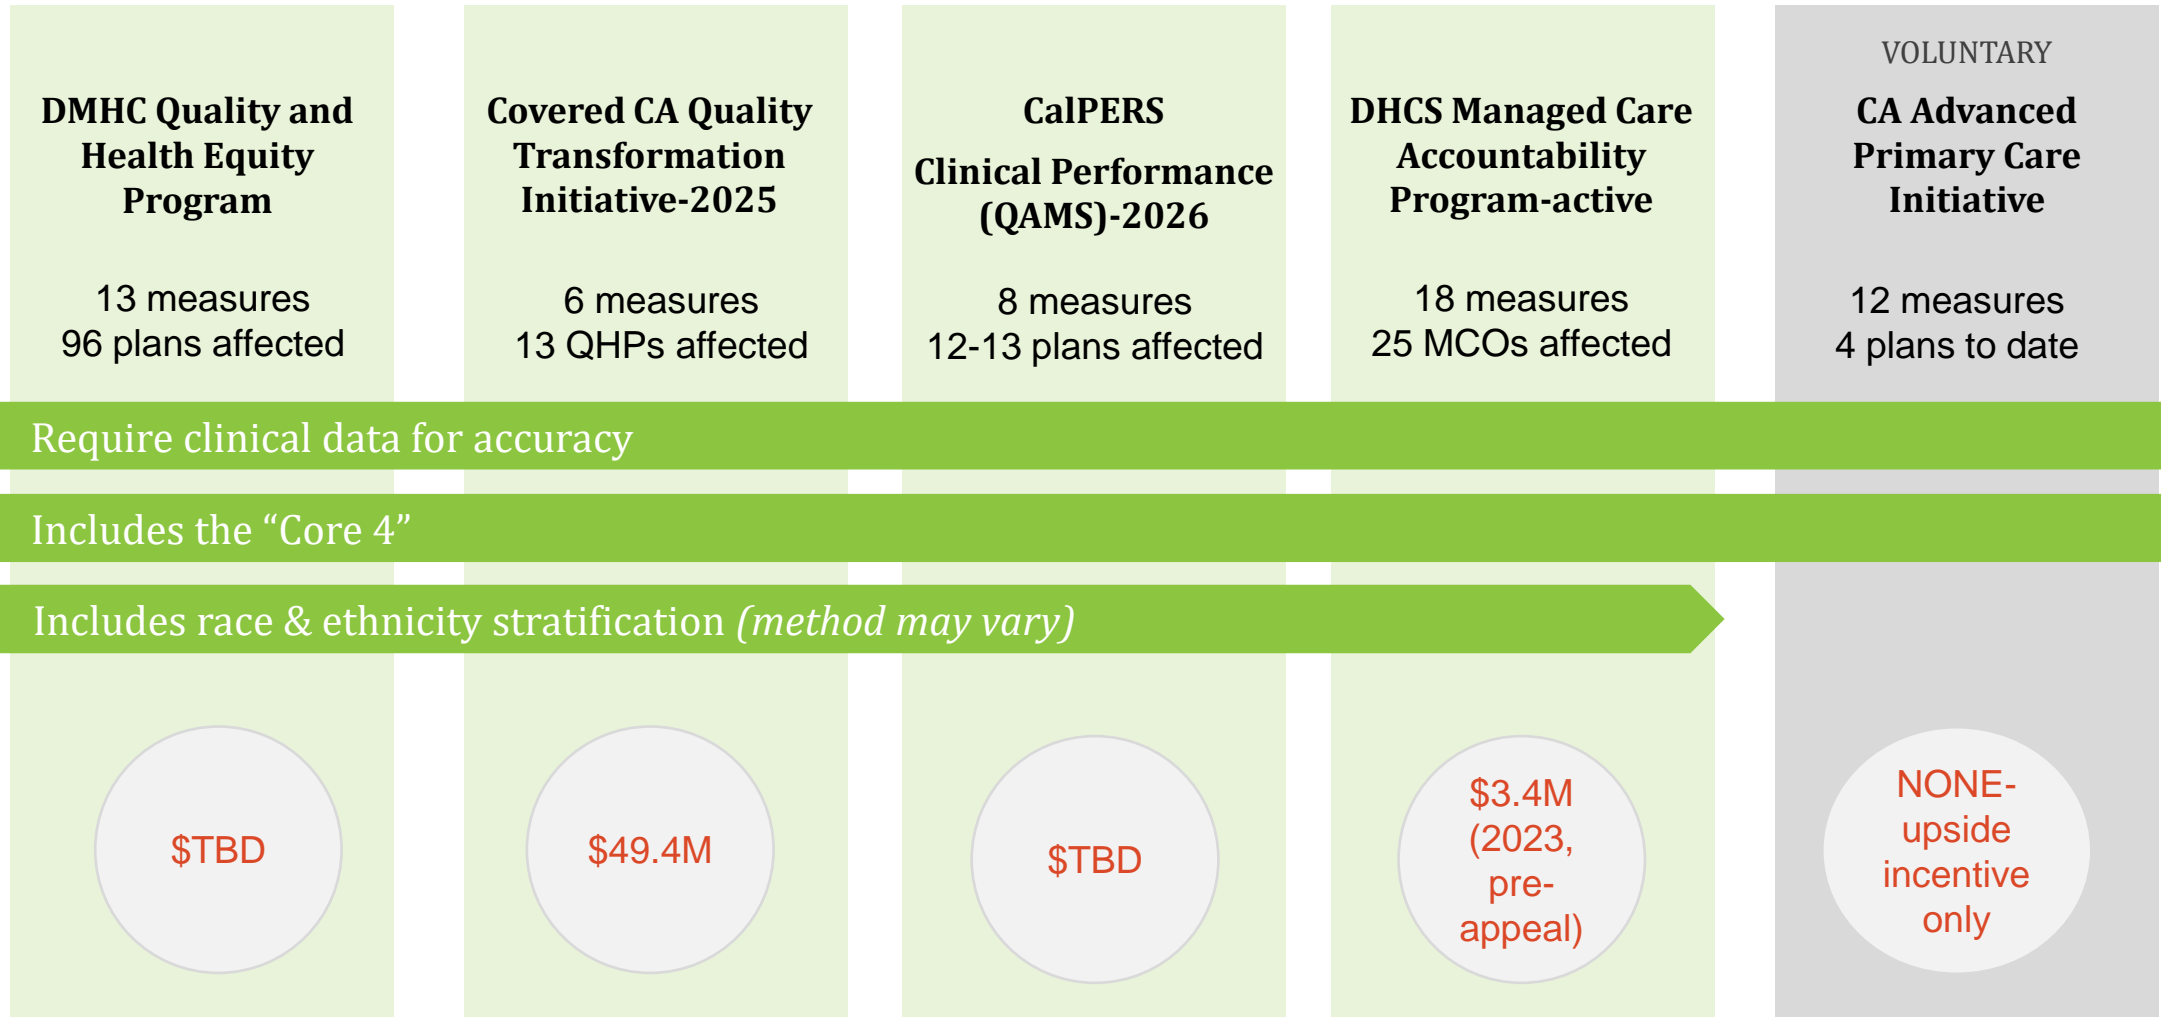 DMHC Quality and
Health Equity
Program
13 measures
96 plans affected
Covered CA Quality
Transformation
Initiative-2025
6 measures
13 QHPs affected
CalPERS
Clinical Performance
(QAMS)-2026
8 measures
12-13 plans affected
DHCS Managed Care
Accountability
Program-active
18 measures
25 MCOs affected
VOLUNTARY
CA Advanced
Primary Care
Initiative
12 measures
4 plans to date
Require clinical data for accuracy
Includes the “Core 4”
Includes race & ethnicity stratification (method may vary)
$TBD
$49.4M
$TBD
$3.4M
(2023,
pre-
appeal)
NONE-
upside
incentive
only